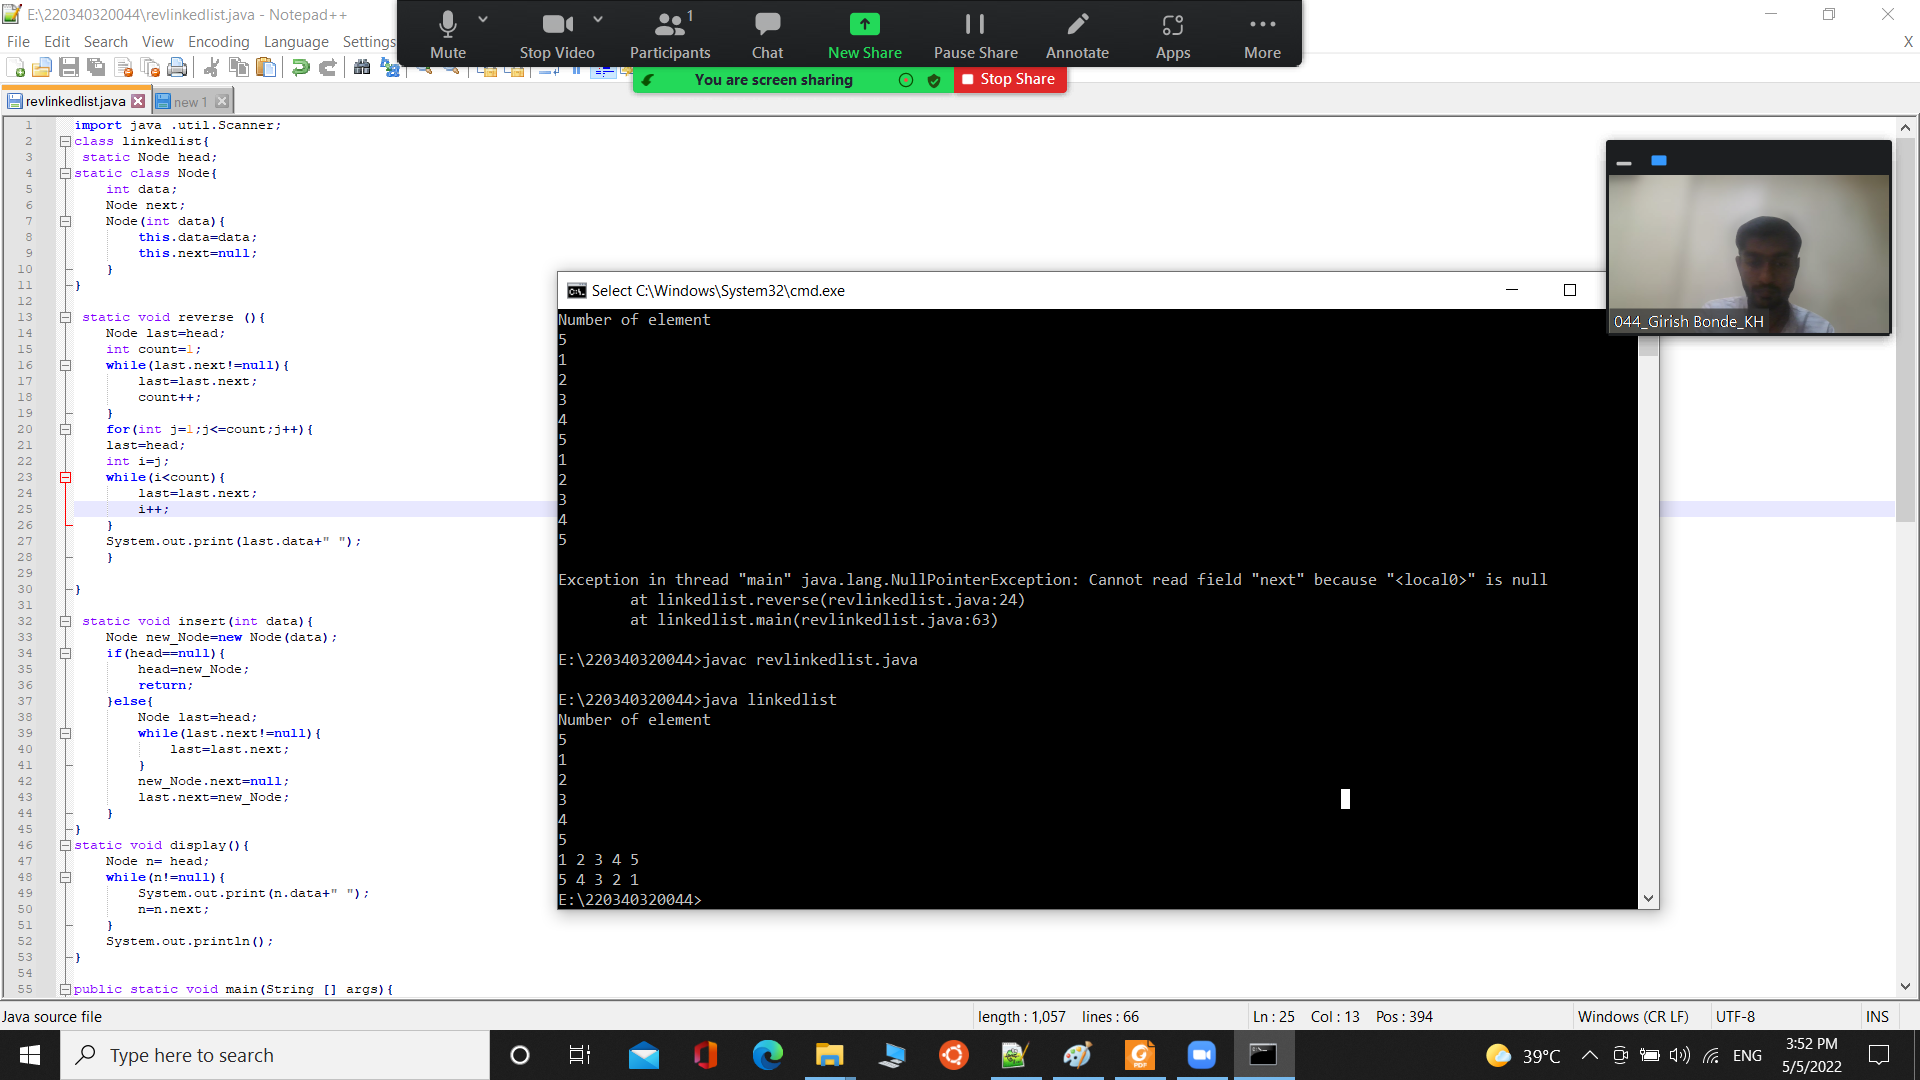 E:\220340320044\revlinkedlist.java - Notepad++
File Edit Search View Encoding Language Settings
X
Mute
Stop Video
Participants 1
Chat
New Share
Pause Share
Annotate
Apps
More
You are screen sharing
Stop Share
revlinkedlist.java
new 1
1 import java .util.Scanner;
2 class linkedlist{
3 static Node head;
4 static class Node{
5 int data;
6 Node next;
7 Node(int data){
8 this.data=data;
9 this.next=null;
10 }
11 }
12
13 static void reverse (){
14 Node last=head;
15 int count=1;
16 while(last.next!=null){
17 last=last.next;
18 count++;
19 }
20 for(int j=1;j<=count;j++){
21 last=head;
22 int i=j;
23 while(i<count){
24 last=last.next;
25 i++;
26 }
27 System.out.print(last.data+" ");
28 }
29
30 }
31
32 static void insert(int data){
33 Node new_Node=new Node(data);
34 if(head==null){
35 head=new_Node;
36 return;
37 }else{
38 Node last=head;
39 while(last.next!=null){
40 last=last.next;
41 }
42 new_Node.next=null;
43 last.next=new_Node;
44 }
45 }
46 static void display(){
47 Node n= head;
48 while(n!=null){
49 System.out.print(n.data+" ");
50 n=n.next;
51 }
52 System.out.println();
53 }
54
55 public static void main(String [] args){
Select C:\Windows\System32\cmd.exe
Number of element
5
1
2
3
4
5
1
2
3
4
5
Exception in thread "main" java.lang.NullPointerException: Cannot read field "next" because "<local0>" is null
at linkedlist.reverse(revlinkedlist.java:24)
at linkedlist.main(revlinkedlist.java:63)
E:\220340320044>javac revlinkedlist.java
E:\220340320044>java linkedlist
Number of element
5
1
2
3
4
5
1 2 3 4 5
5 4 3 2 1
E:\220340320044>
044_Girish Bonde_KH
Java source file
length : 1,057 lines : 66
Ln : 25 Col : 13 Pos : 394
Windows (CR LF)
UTF-8
INS
Type here to search
39°C
ENG
3:52 PM
5/5/2022